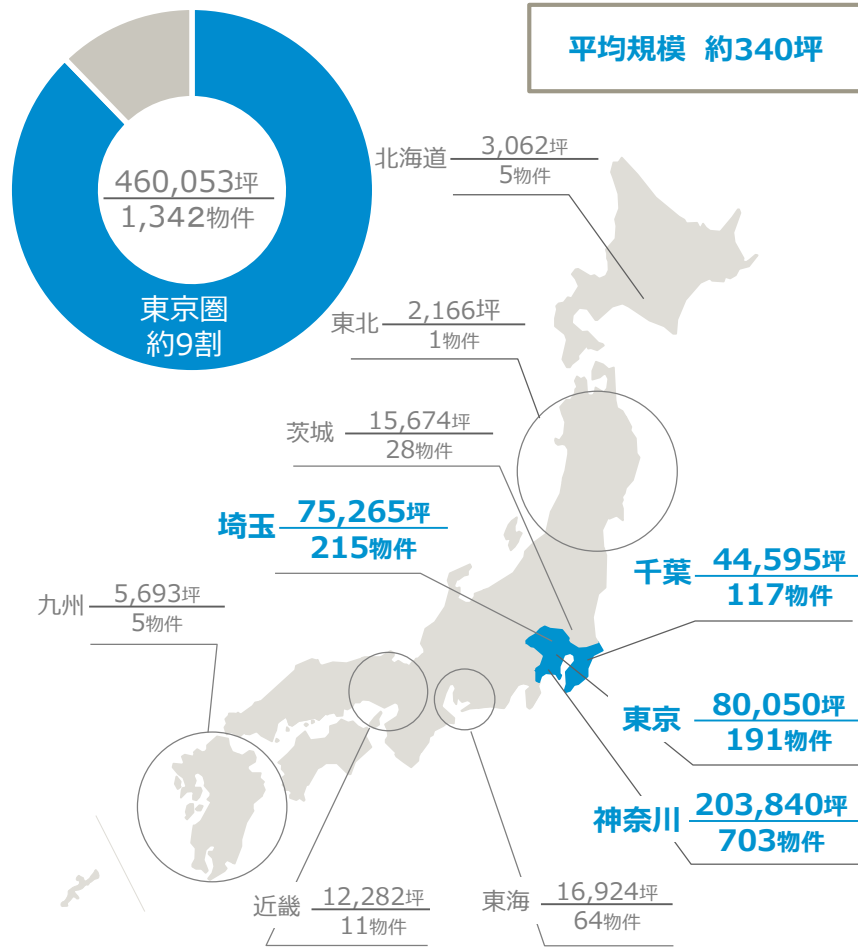 平均規模 約340坪
460,053坪
1,342物件
東京圏
約9割
北海道
3,062坪
5物件
東北
2,166坪
1物件
茨城
15,674坪
28物件
埼玉
75,265坪
215物件
千葉
44,595坪
117物件
九州
5,693坪
5物件
東京
80,050坪
191物件
神奈川
203,840坪
703物件
近畿
12,282坪
11物件
東海
16,924坪
64物件